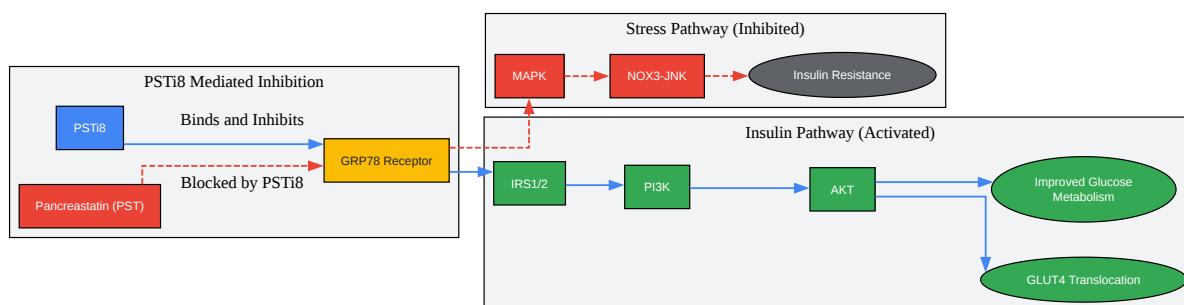 Stress Pathway (Inhibited)
MAPK
NOX3-JNK
Insulin Resistance
PSTi8 Mediated Inhibition
PSTi8
Binds and Inhibits
GRP78 Receptor
Blocked by PSTi8
Pancreastatin (PST)
Insulin Pathway (Activated)
IRS1/2
PI3K
AKT
Improved Glucose
Metabolism
GLUT4 Translocation